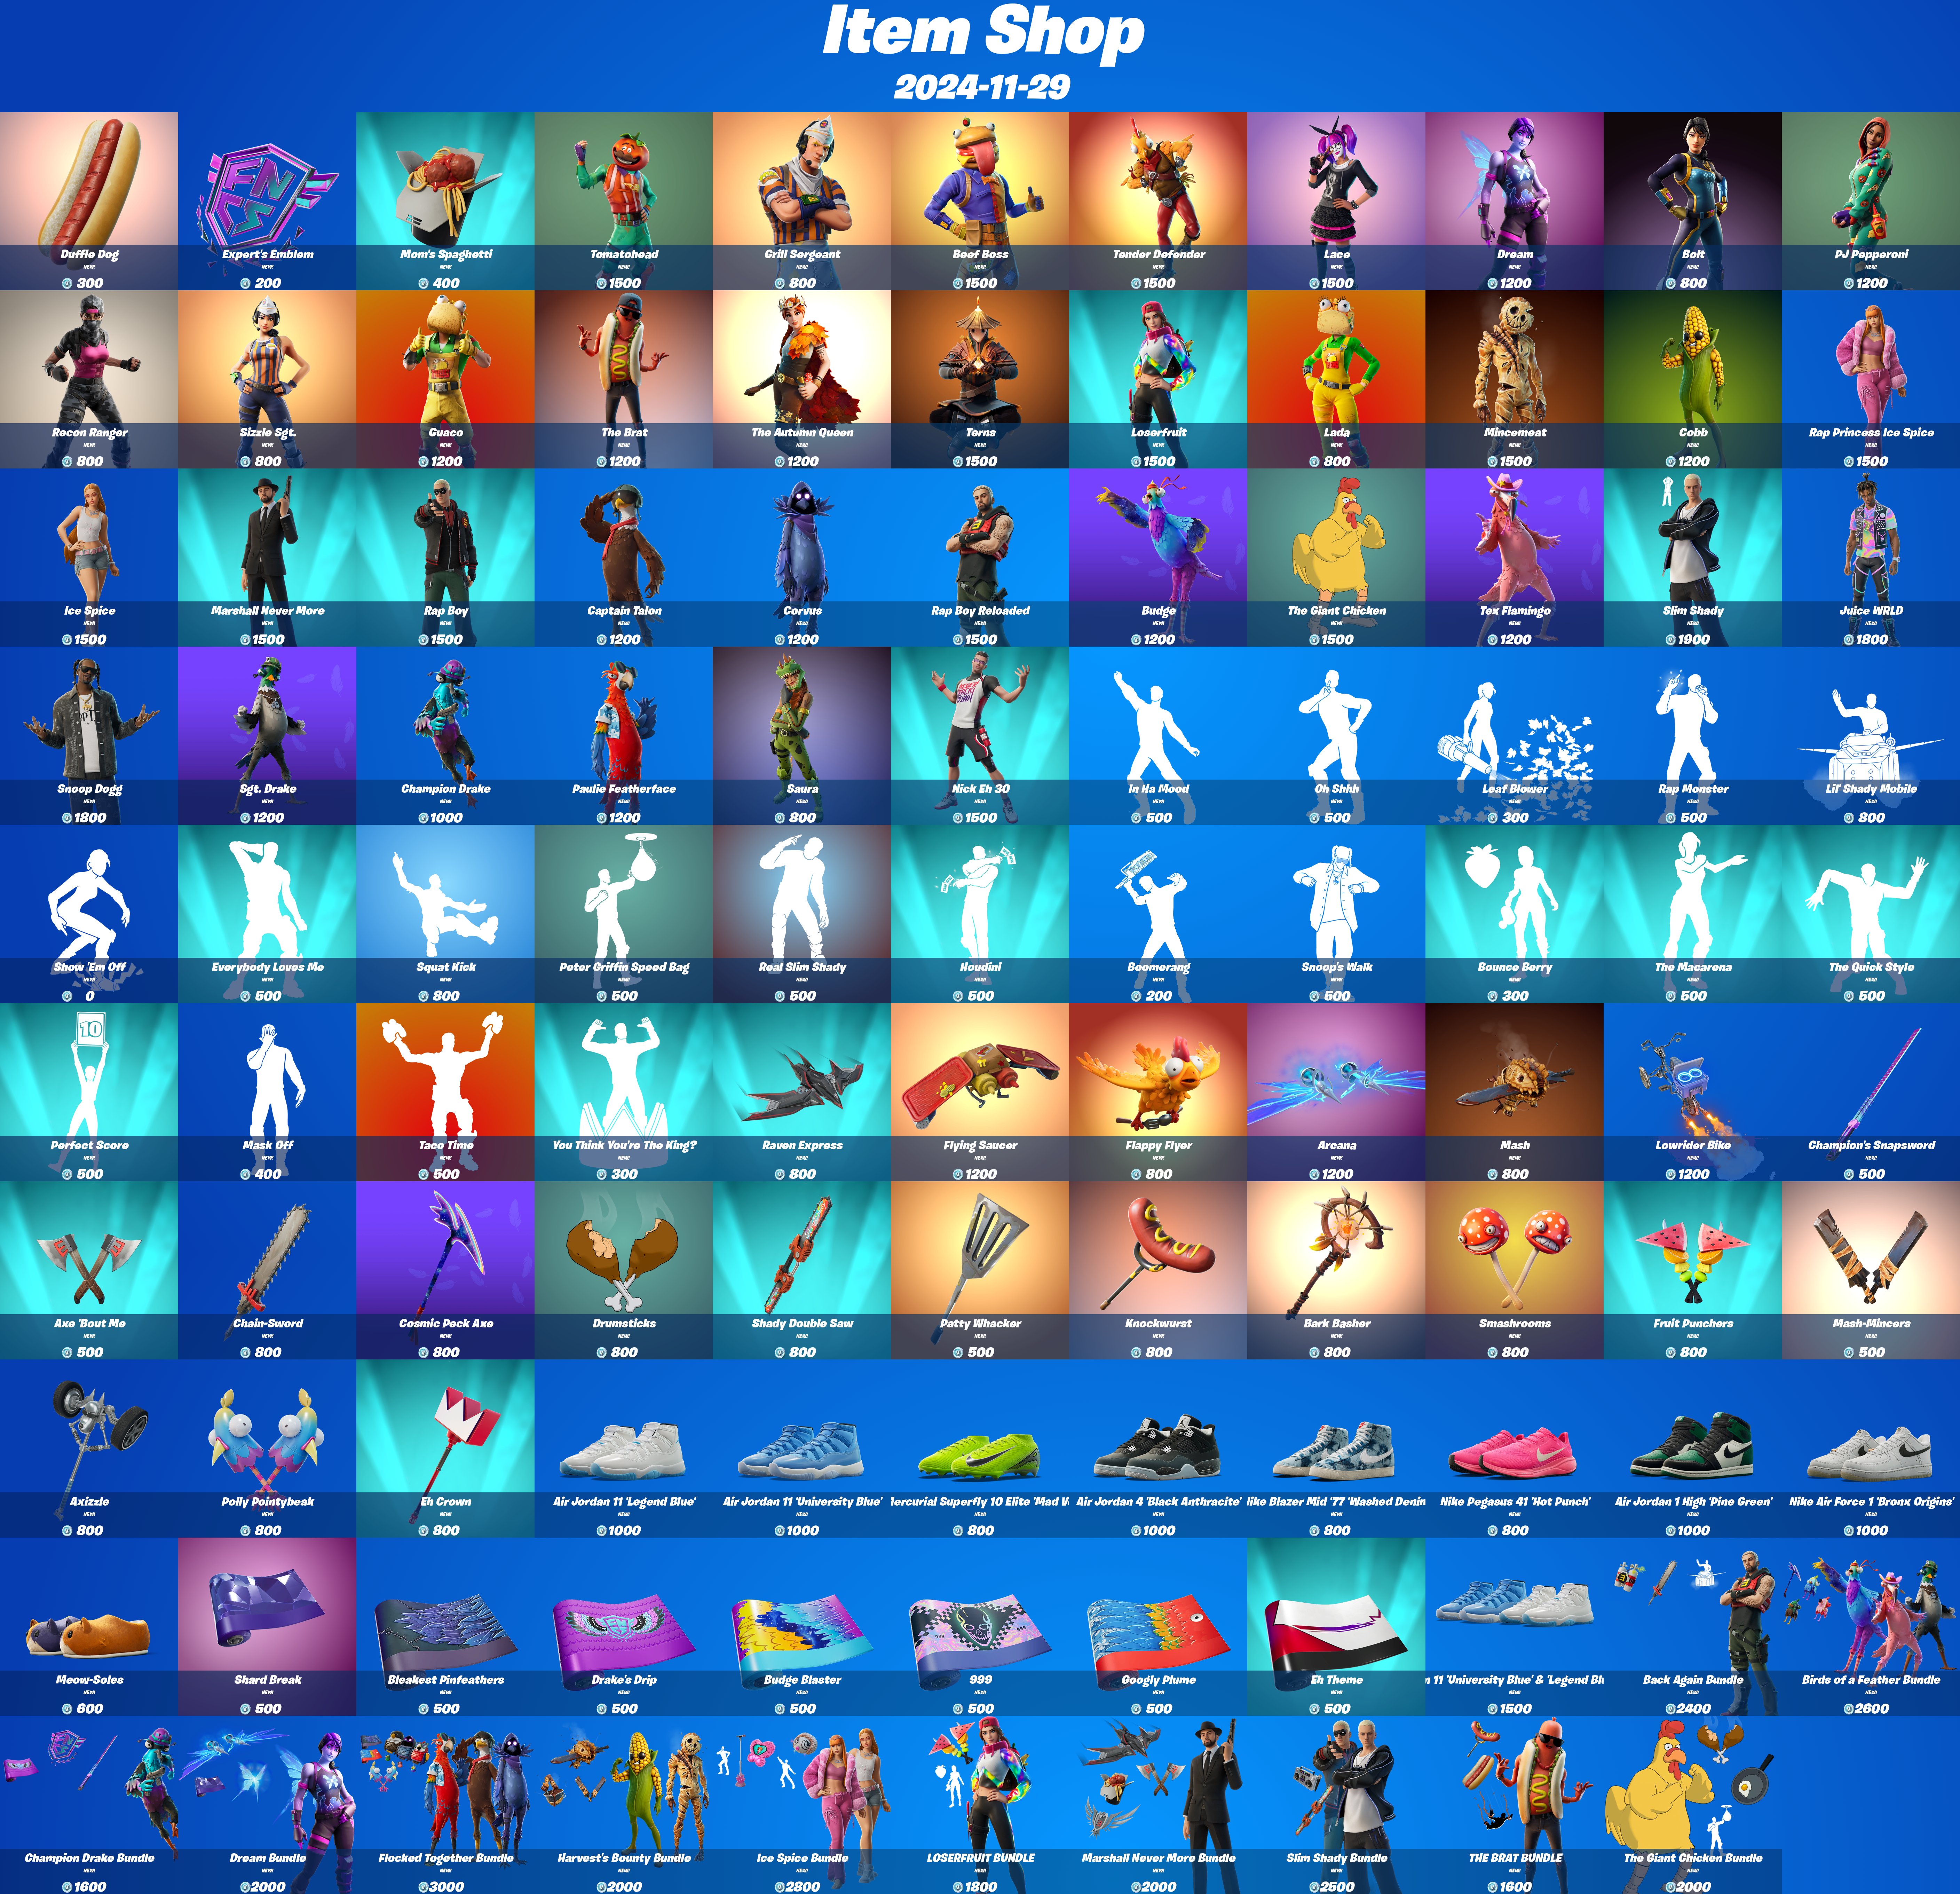 Item Shop
2024-11-29
Duffle Dog
NEW!
300
Expert's Emblem
NEW!
200
Mom's Spaghetti
NEW!
400
Tomatohead
NEW!
1500
Grill Sergeant
NEW!
800
Beef Boss
NEW!
1500
Tender Defender
NEW!
1500
Lace
NEW!
1500
Dream
NEW!
1200
Bolt
NEW!
800
PJ Pepperoni
NEW!
1200
Recon Ranger
NEW!
800
Sizzle Sgt.
NEW!
800
Guaco
NEW!
1200
The Brat
NEW!
1200
The Autumn Queen
NEW!
1200
Terns
NEW!
1500
Loserfruit
NEW!
1500
Lada
NEW!
800
Mincemeat
NEW!
1500
Cobb
NEW!
1200
Rap Princess Ice Spice
NEW!
1500
Ice Spice
NEW!
1500
Marshall Never More
NEW!
1500
Rap Boy
NEW!
1500
Captain Talon
NEW!
1200
Corvus
NEW!
1200
Rap Boy Reloaded
NEW!
1500
Budge
NEW!
1200
The Giant Chicken
NEW!
1500
Tex Flamingo
NEW!
1200
Slim Shady
NEW!
1900
Juice WRLD
NEW!
1800
Snoop Dogg
NEW!
1800
Sgt. Drake
NEW!
1200
Champion Drake
NEW!
1000
Paulie Featherface
NEW!
1200
Saura
NEW!
800
Nick Eh 30
NEW!
1500
In Ha Mood
NEW!
500
Oh Shhh
NEW!
500
Leaf Blower
NEW!
300
Rap Monster
NEW!
500
Lil' Shady Mobile
NEW!
800
Show 'Em Off
NEW!
0
Everybody Loves Me
NEW!
500
Squat Kick
NEW!
800
Peter Griffin Speed Bag
NEW!
500
Real Slim Shady
NEW!
500
Houdini
NEW!
500
Boomerang
NEW!
200
Snoop's Walk
NEW!
500
Bounce Berry
NEW!
300
The Macarena
NEW!
500
The Quick Style
NEW!
500
10
Perfect Score
NEW!
500
Mask Off
NEW!
400
Taco Time
NEW!
500
You Think You're The King?
NEW!
300
Raven Express
NEW!
800
Flying Saucer
NEW!
1200
Flappy Flyer
NEW!
800
Arcana
NEW!
1200
Mash
NEW!
800
Lowrider Bike
NEW!
1200
Champion's Snapsword
NEW!
500
Axe 'Bout Me
NEW!
500
Chain-Sword
NEW!
800
Cosmic Peck Axe
NEW!
800
Drumsticks
NEW!
800
Shady Double Saw
NEW!
800
Patty Whacker
NEW!
500
Knockwurst
NEW!
800
Bark Basher
NEW!
800
Smashrooms
NEW!
800
Fruit Punchers
NEW!
800
Mash-Mincers
NEW!
500
Axizzle
NEW!
800
Polly Pointybeak
NEW!
800
Eh Crown
NEW!
800
Air Jordan 11 'Legend Blue'
NEW!
1000
Air Jordan 11 'University Blue'
NEW!
1000
Mercurial Superfly 10 Elite 'Mad V
NEW!
800
Air Jordan 4 'Black Anthracite'
NEW!
1000
like Blazer Mid '77 'Washed Denim
NEW!
800
Nike Pegasus 41 'Hot Punch'
NEW!
800
Air Jordan 1 High 'Pine Green'
NEW!
1000
Nike Air Force 1 'Bronx Origins'
NEW!
1000
Meow-Soles
NEW!
600
Shard Break
NEW!
500
Bleakest Pinfeathers
NEW!
500
Drake's Drip
NEW!
500
Budge Blaster
NEW!
500
999
NEW!
500
Googly Plume
NEW!
500
Eh Theme
NEW!
500
n 11 'University Blue' & 'Legend Bl
NEW!
1500
Back Again Bundle
NEW!
2400
Birds of a Feather Bundle
NEW!
2600
Champion Drake Bundle
NEW!
1600
Dream Bundle
NEW!
2000
Flocked Together Bundle
NEW!
3000
Harvest's Bounty Bundle
NEW!
2000
Ice Spice Bundle
NEW!
2800
LOSERFRUIT BUNDLE
NEW!
1800
Marshall Never More Bundle
NEW!
2000
Slim Shady Bundle
NEW!
2500
THE BRAT BUNDLE
NEW!
1600
The Giant Chicken Bundle
NEW!
2000